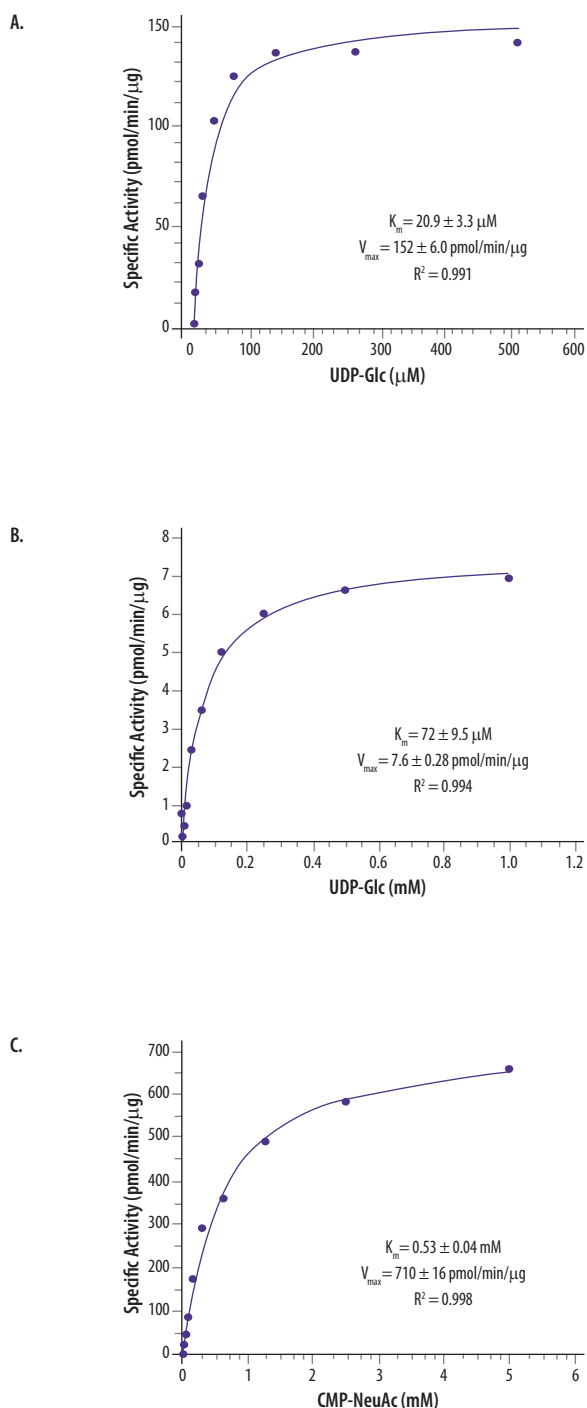 A.
Specific Activity (pmol/min/μg)
150
100
50
0
Km = 20.9 ± 3.3 μM
Vmax = 152 ± 6.0 pmol/min/μg
R² = 0.991
0 100 200 300 400 500 600
UDP-Glc (μM)
B.
Specific Activity (pmol/min/μg)
8
7
6
5
4
3
2
1
0
Km = 72 ± 9.5 μM
Vmax = 7.6 ± 0.28 pmol/min/μg
R² = 0.994
0 0.2 0.4 0.6 0.8 1.0 1.2
UDP-Glc (mM)
C.
Specific Activity (pmol/min/μg)
700
600
500
400
300
200
100
0
Km = 0.53 ± 0.04 mM
Vmax = 710 ± 16 pmol/min/μg
R² = 0.998
0 1 2 3 4 5 6
CMP-NeuAc (mM)